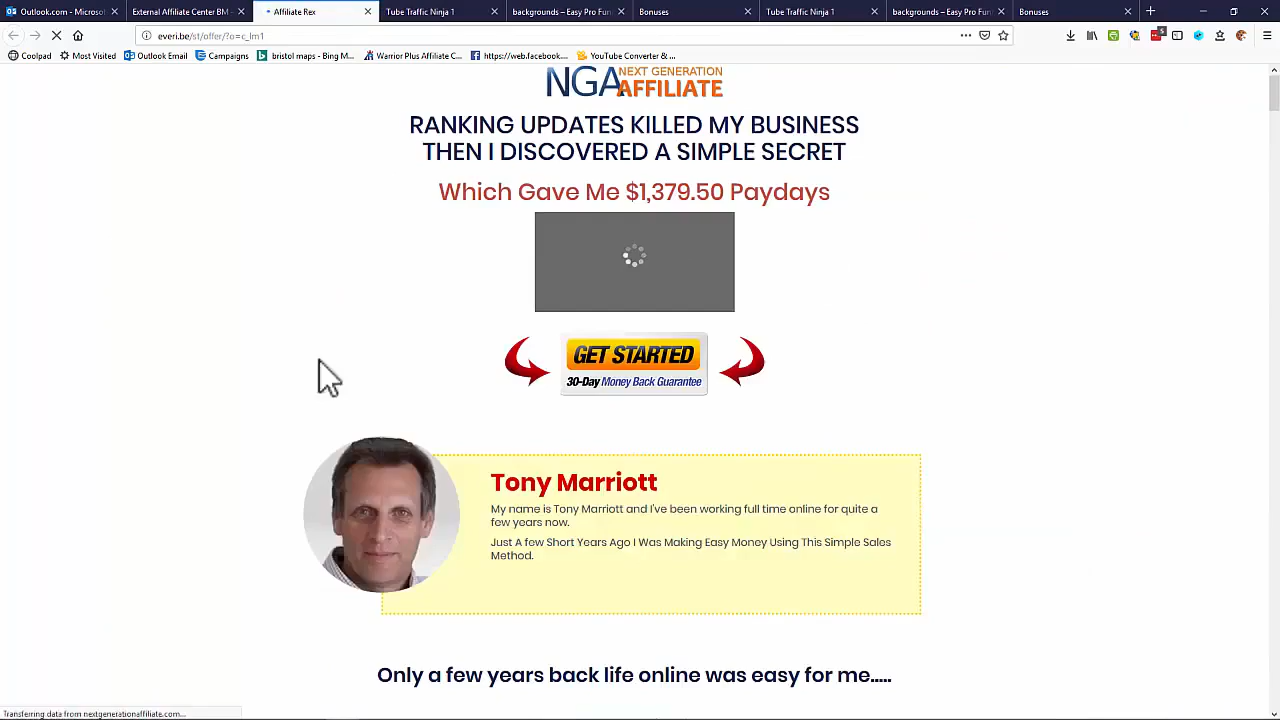 Outlook.com - Microsof
External Affiliate Center BM –
Affiliate Rex
Tube Traffic Ninja 1
backgrounds – Easy Pro Fun
Bonuses
Tube Traffic Ninja 1
backgrounds – Easy Pro Fun
Bonuses
everi.be/st/offer/?o=c_lm1
Coolpad
Most Visited
Outlook Email
Campaigns
bristol maps - Bing M...
Warrior Plus Affiliate C...
https://web.facebook...
YouTube Converter & ...
NGA NEXT GENERATION
AFFILIATE
RANKING UPDATES KILLED MY BUSINESS
THEN I DISCOVERED A SIMPLE SECRET
Which Gave Me $1,379.50 Paydays
GET STARTED
30-Day Money Back Guarantee
Tony Marriott
My name is Tony Marriott and I've been working full time online for quite a
few years now.
Just A few Short Years Ago I Was Making Easy Money Using This Simple Sales
Method.
Only a few years back life online was easy for me.....
Transferring data from nextgenerationaffiliate.com...